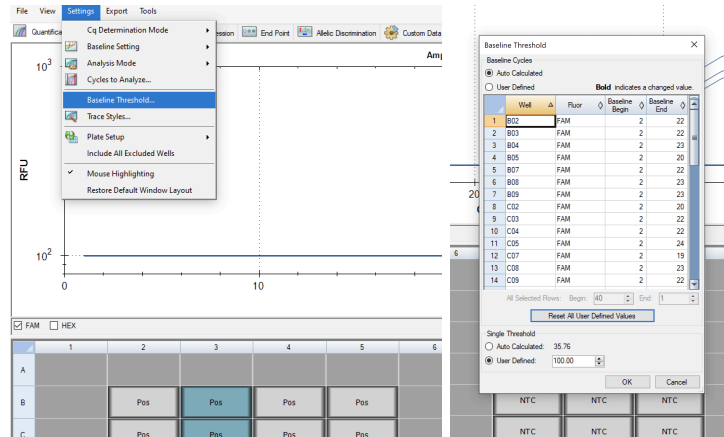 File View Settings Export Tools
Quantifica
Cq Determination Mode
Baseline Setting
Analysis Mode
Cycles to Analyze...
Baseline Threshold...
Trace Styles...
Plate Setup
Include All Excluded Wells
Mouse Highlighting
Restore Default Window Layout
ession End Point Allelic Discrimination Custom Data
Amp
10³
RFU
10²
0 10
FAM HEX
1 2 3 4 5 6
A
B Pos Pos Pos Pos
C Pos Pos Pos Pos
Baseline Threshold
Baseline Cycles
Auto Calculated
User Defined Bold indicates a changed value.
Well Fluor Baseline Begin Baseline End
1 B02 FAM 2 22
2 B03 FAM 2 22
3 B04 FAM 2 23
4 B05 FAM 2 20
5 B07 FAM 2 22
6 B08 FAM 2 23
7 B09 FAM 2 23
8 C02 FAM 2 20
9 C03 FAM 2 22
10 C04 FAM 2 22
11 C05 FAM 2 24
12 C07 FAM 2 19
13 C08 FAM 2 23
14 C09 FAM 2 22
All Selected Rows: Begin: 40 End: 1
Reset All User Defined Values
Single Threshold
Auto Calculated: 35.76
User Defined: 100.00
OK Cancel
20
6
NTC NTC NTC
NTC NTC NTC